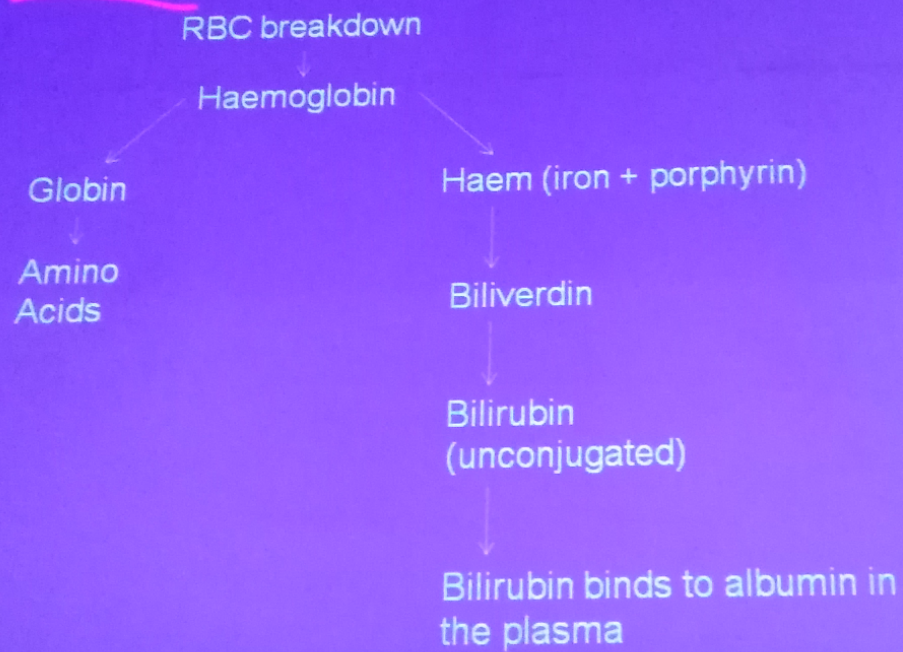 RBC breakdown
Haemoglobin
Globin
Haem (iron + porphyrin)
Amino
Acids
Biliverdin
Bilirubin
(unconjugated)
Bilirubin binds to albumin in
the plasma